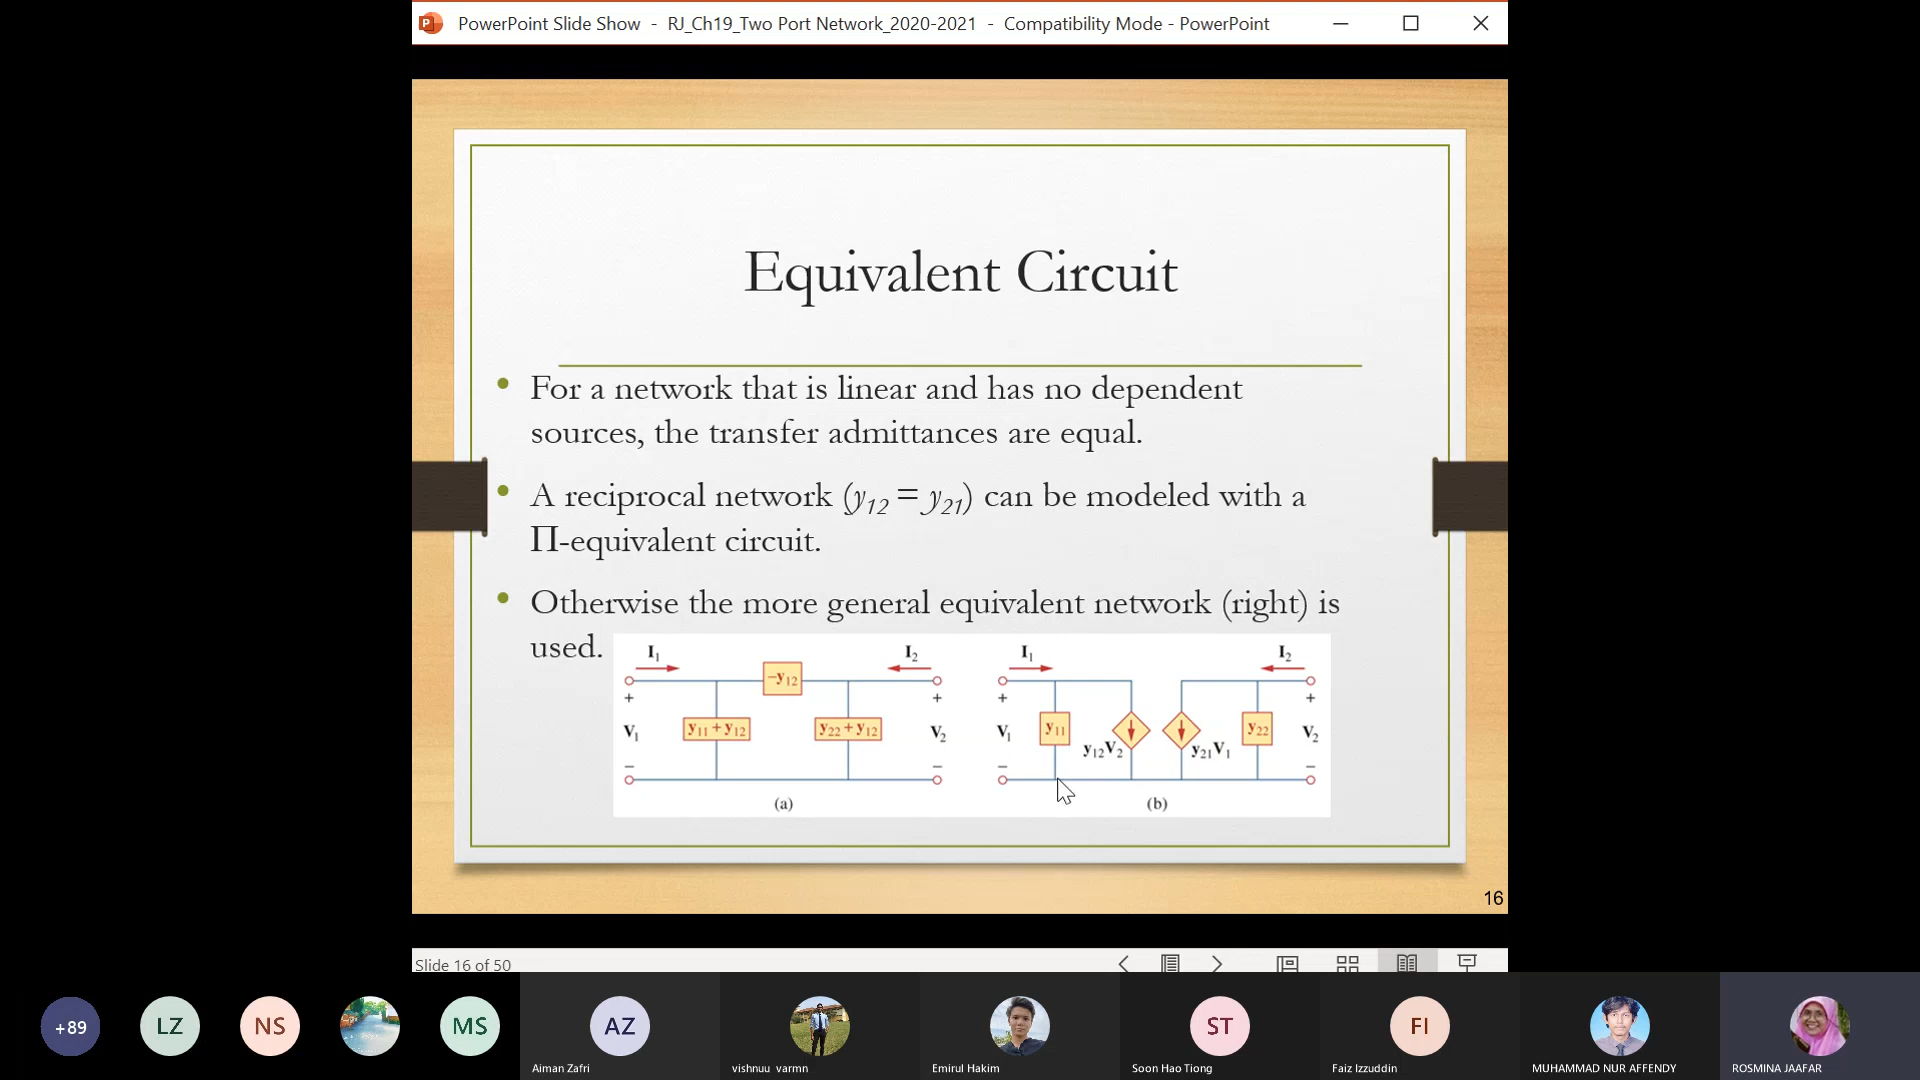 PowerPoint Slide Show - RJ_Ch19_Two Port Network_2020-2021 - Compatibility Mode - PowerPoint
Equivalent Circuit
• For a network that is linear and has no dependent
sources, the transfer admittances are equal.
• A reciprocal network (y12 = y21) can be modeled with a
Π-equivalent circuit.
• Otherwise the more general equivalent network (right) is
used.
I1 I2 I1 I2
−y12
+ + + +
V1 y11 + y12 y22 + y12 V2 V1 y11 y12V2 y21V1 y22 V2
− − − −
(a) (b)
16
Slide 16 of 50
+89 LZ NS MS AZ ST FI
Aiman Zafri vishnuu varmn Emirul Hakim Soon Hao Tiong Faiz Izzuddin MUHAMMAD NUR AFFENDY ROSMINA JAAFAR